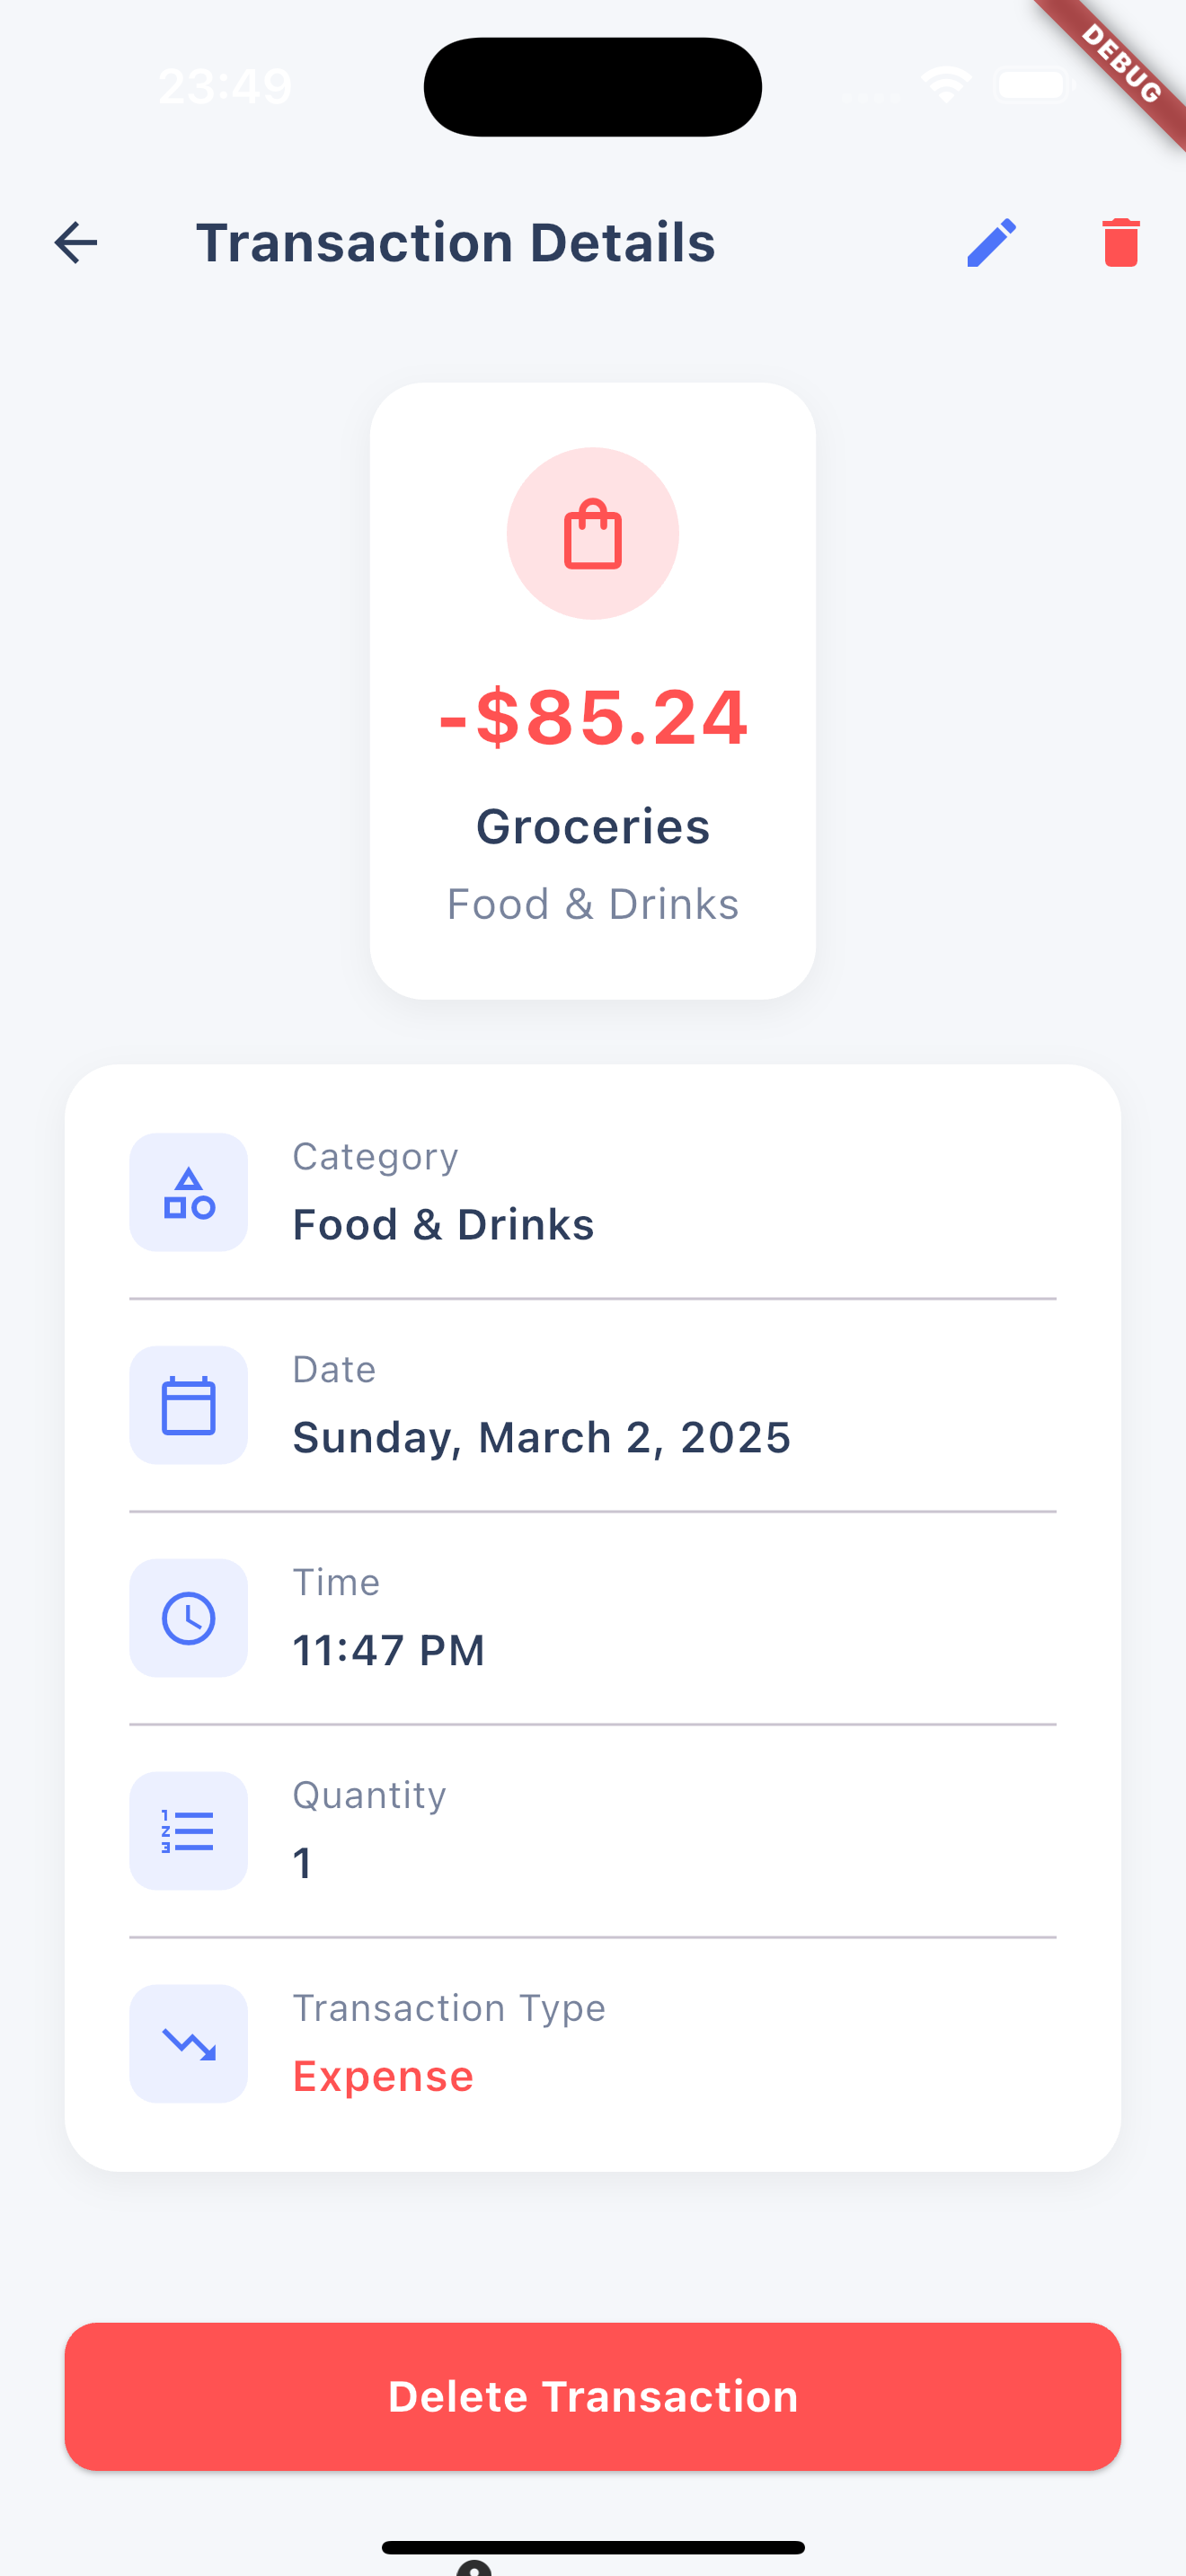 23:49
DEBUG
Transaction Details
-$85.24
Groceries
Food & Drinks
Category
Food & Drinks
Date
Sunday, March 2, 2025
Time
11:47 PM
Quantity
1
Transaction Type
Expense
Delete Transaction